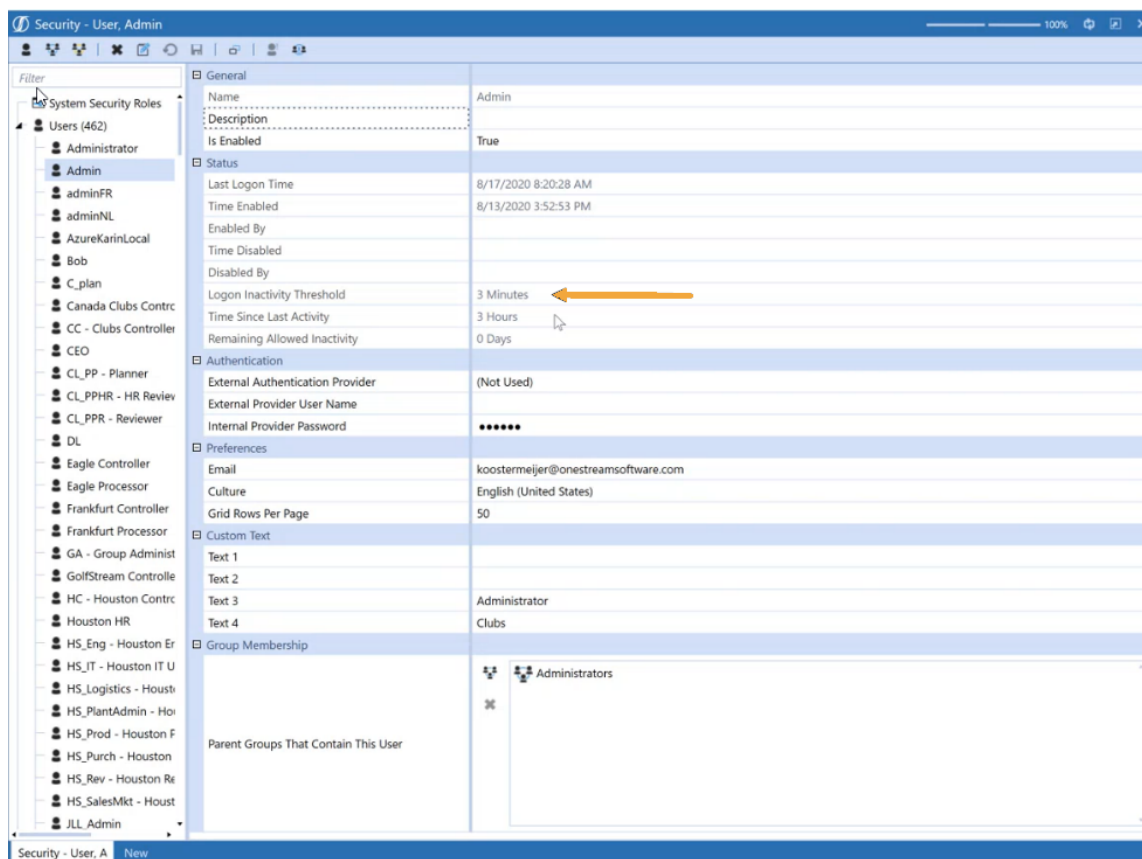 Security - User, Admin
100%
Filter
System Security Roles
Users (462)
Administrator
Admin
adminFR
adminNL
AzureKarinLocal
Bob
C_plan
Canada Clubs Contrc
CC - Clubs Controller
CEO
CL_PP - Planner
CL_PPHR - HR Review
CL_PPR - Reviewer
DL
Eagle Controller
Eagle Processor
Frankfurt Controller
Frankfurt Processor
GA - Group Administ
GolfStream Controlle
HC - Houston Contrc
Houston HR
HS_Eng - Houston Er
HS_IT - Houston IT U
HS_Logistics - Houst
HS_PlantAdmin - Ho
HS_Prod - Houston P
HS_Purch - Houston
HS_Rev - Houston Re
HS_SalesMkt - Houst
JLL_Admin
General
Name Admin
Description
Is Enabled True
Status
Last Logon Time 8/17/2020 8:20:28 AM
Time Enabled 8/13/2020 3:52:53 PM
Enabled By
Time Disabled
Disabled By
Logon Inactivity Threshold 3 Minutes
Time Since Last Activity 3 Hours
Remaining Allowed Inactivity 0 Days
Authentication
External Authentication Provider (Not Used)
External Provider User Name
Internal Provider Password ●●●●●●
Preferences
Email koostermeijer@onestreamsoftware.com
Culture English (United States)
Grid Rows Per Page 50
Custom Text
Text 1
Text 2
Text 3 Administrator
Text 4 Clubs
Group Membership
Administrators
Parent Groups That Contain This User
Security - User, A New